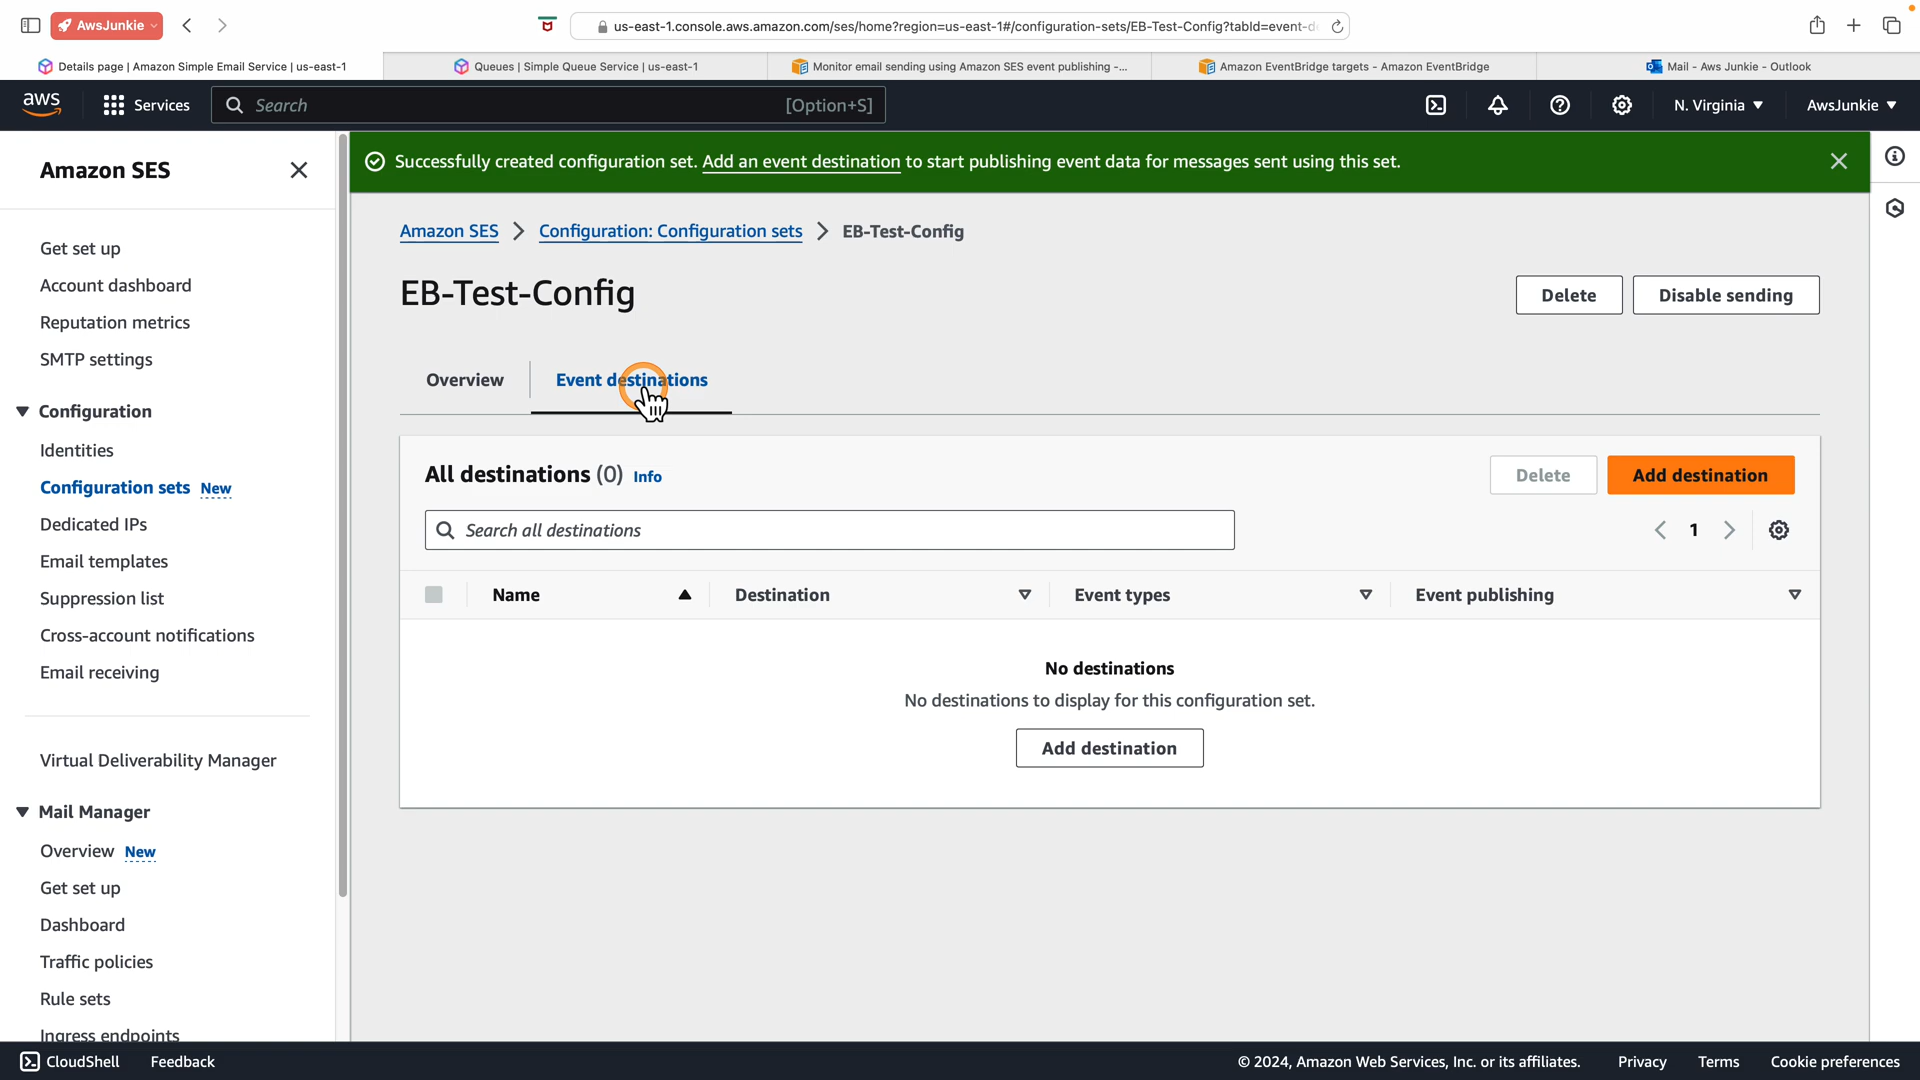 AwsJunkie
us-east-1.console.aws.amazon.com/ses/home?region=us-east-1#/configuration-sets/EB-Test-Config?tabId=event-d
Details page | Amazon Simple Email Service | us-east-1
Queues | Simple Queue Service | us-east-1
Monitor email sending using Amazon SES event publishing -...
Amazon EventBridge targets - Amazon EventBridge
Mail - Aws Junkie - Outlook
aws
Services
Search
[Option+S]
N. Virginia
AwsJunkie
Amazon SES
Get set up
Account dashboard
Reputation metrics
SMTP settings
Configuration
Identities
Configuration sets New
Dedicated IPs
Email templates
Suppression list
Cross-account notifications
Email receiving
Virtual Deliverability Manager
Mail Manager
Overview New
Get set up
Dashboard
Traffic policies
Rule sets
Ingress endpoints
Successfully created configuration set. Add an event destination to start publishing event data for messages sent using this set.
Amazon SES
Configuration: Configuration sets
EB-Test-Config
EB-Test-Config
Delete
Disable sending
Overview
Event destinations
All destinations (0) Info
Delete
Add destination
Search all destinations
1
Name
Destination
Event types
Event publishing
No destinations
No destinations to display for this configuration set.
Add destination
CloudShell
Feedback
© 2024, Amazon Web Services, Inc. or its affiliates.
Privacy
Terms
Cookie preferences